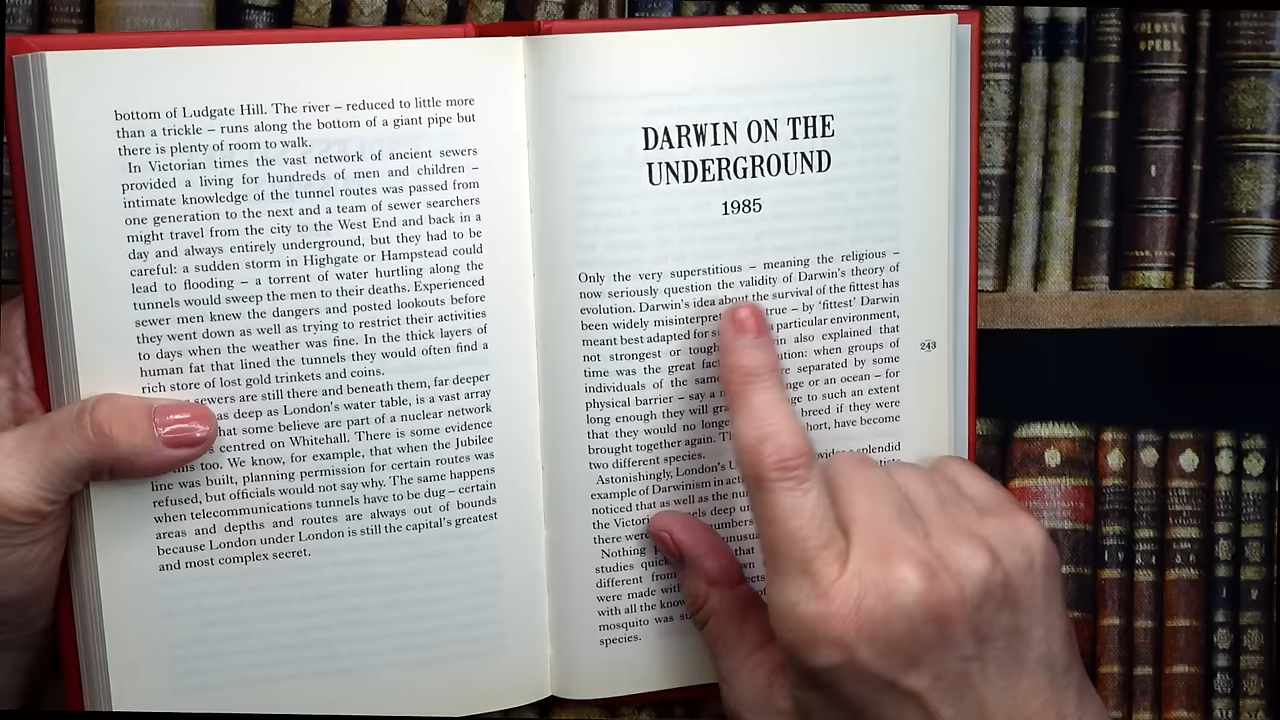 bottom of Ludgate Hill. The river – reduced to little more
than a trickle – runs along the bottom of a giant pipe but
there is plenty of room to walk.
In Victorian times the vast network of ancient sewers
provided a living for hundreds of men and children –
intimate knowledge of the tunnel routes was passed from
one generation to the next and a team of sewer searchers
might travel from the city to the West End and back in a
day and always entirely underground, but they had to be
careful: a sudden storm in Highgate or Hampstead could
lead to flooding – a torrent of water hurtling along the
tunnels would sweep the men to their deaths. Experienced
sewer men knew the dangers and posted lookouts before
they went down as well as trying to restrict their activities
to days when the weather was fine. In the thick layers of
human fat that lined the tunnels they would often find a
rich store of lost gold trinkets and coins.
sewers are still there and beneath them, far deeper
as deep as London's water table, is a vast array
that some believe are part of a nuclear network
centred on Whitehall. There is some evidence
this too. We know, for example, that when the Jubilee
line was built, planning permission for certain routes was
refused, but officials would not say why. The same happens
when telecommunications tunnels have to be dug – certain
areas and depths and routes are always out of bounds
because London under London is still the capital's greatest
and most complex secret.
DARWIN ON THE
UNDERGROUND
1985
Only the very superstitious – meaning the religious –
now seriously question the validity of Darwin's theory of
evolution. Darwin's idea about the survival of the fittest has
been widely misinterpret true – by 'fittest' Darwin
meant best adapted for particular environment,
not strongest or tough in also explained that
time was the great fact when groups of
individuals of the same separated by some
physical barrier – say a or an ocean – for
long enough they will to such an extent
that they would no longe breed if they were
brought together again. short, have become
two different species.
Astonishingly, London's splendid
example of Darwinism in
noticed that as well as the
the deep
there were numbers
Nothing that
studies
different from
were made
with all the of
mosquito was
species.
243
COLONNA
OPERA.